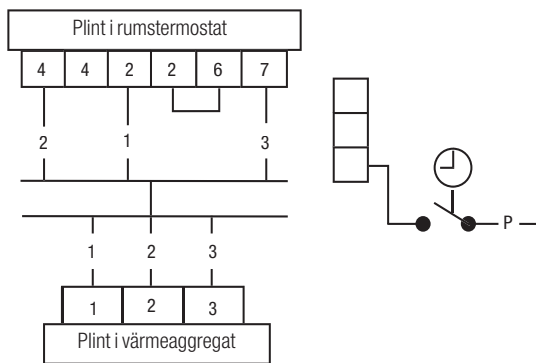 Plint i rumstermostat
4 4 2 2 6 7
2 1 3
P
1 2 3
1 2 3
Plint i värmeaggregat